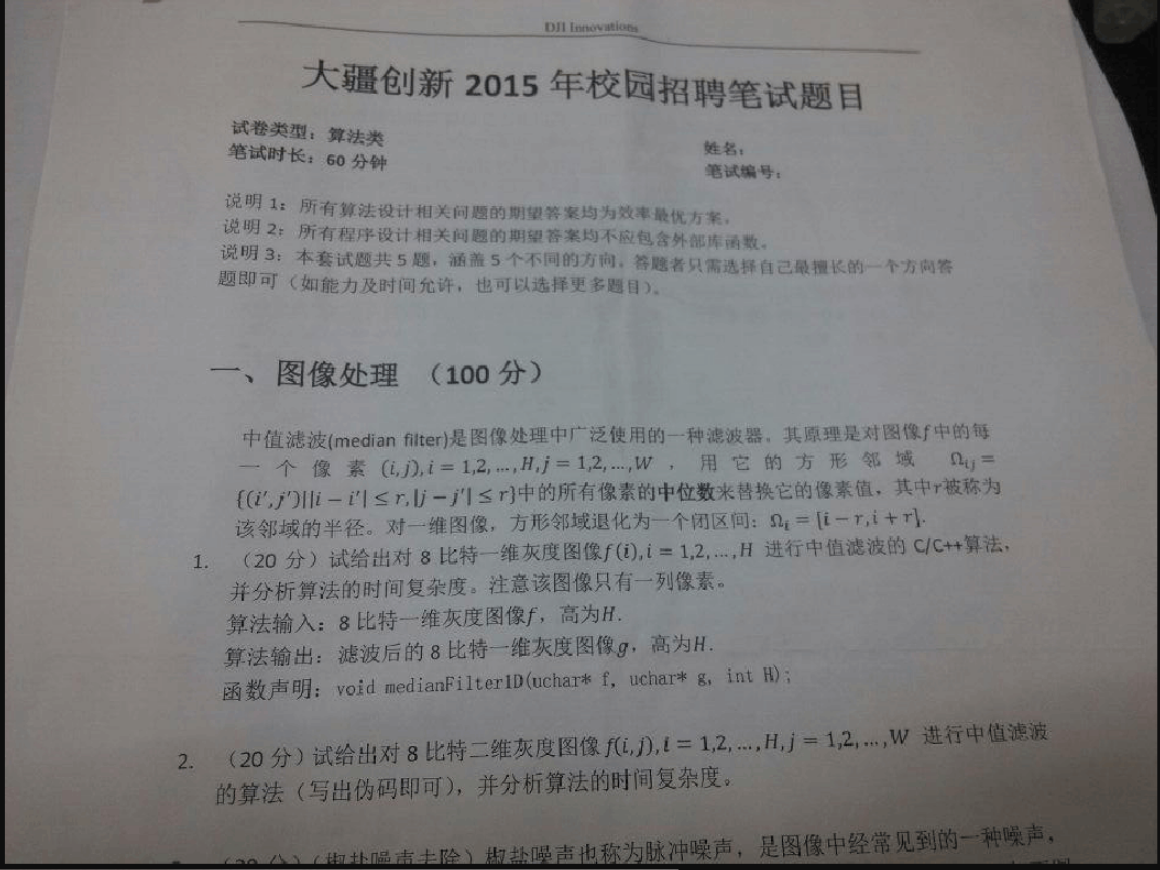 DJI Innovations
大疆创新 2015 年校园招聘笔试题目
试卷类型：算法类
姓名：
笔试时长：60 分钟
笔试编号：
说明 1：所有算法设计相关问题的期望答案均为效率最优方案。
说明 2：所有程序设计相关问题的期望答案均不应包含外部库函数。
说明 3：本套试题共 5 题，涵盖 5 个不同的方向，答题者只需选择自己最擅长的一个方向答
题即可（如能力及时间允许，也可以选择更多题目）。
一、图像处理 （100 分）
中值滤波(median filter)是图像处理中广泛使用的一种滤波器。其原理是对图像f中的每
一个像素 (i,j),i = 1,2,...,H,j = 1,2,...,W ，用它的方形邻域 Ωij =
{(i′,j′)||i − i′| ≤ r,|j − j′| ≤ r}中的所有像素的中位数来替换它的像素值，其中r被称为
该邻域的半径。对一维图像，方形邻域退化为一个闭区间：Ωi = [i − r,i + r].
1. （20 分）试给出对 8 比特一维灰度图像f(i),i = 1,2,...,H 进行中值滤波的 C/C++算法，
并分析算法的时间复杂度。注意该图像只有一列像素。
算法输入：8 比特一维灰度图像f，高为H.
算法输出：滤波后的 8 比特一维灰度图像g，高为H.
函数声明：void medianFilter1D(uchar* f, uchar* g, int H);
2. （20 分）试给出对 8 比特二维灰度图像 f(i,j),i = 1,2,...,H,j = 1,2,...,W 进行中值滤波
的算法（写出伪码即可），并分析算法的时间复杂度。
（20 分）（椒盐噪声去除）椒盐噪声也称为脉冲噪声，是图像中经常见到的一种噪声，